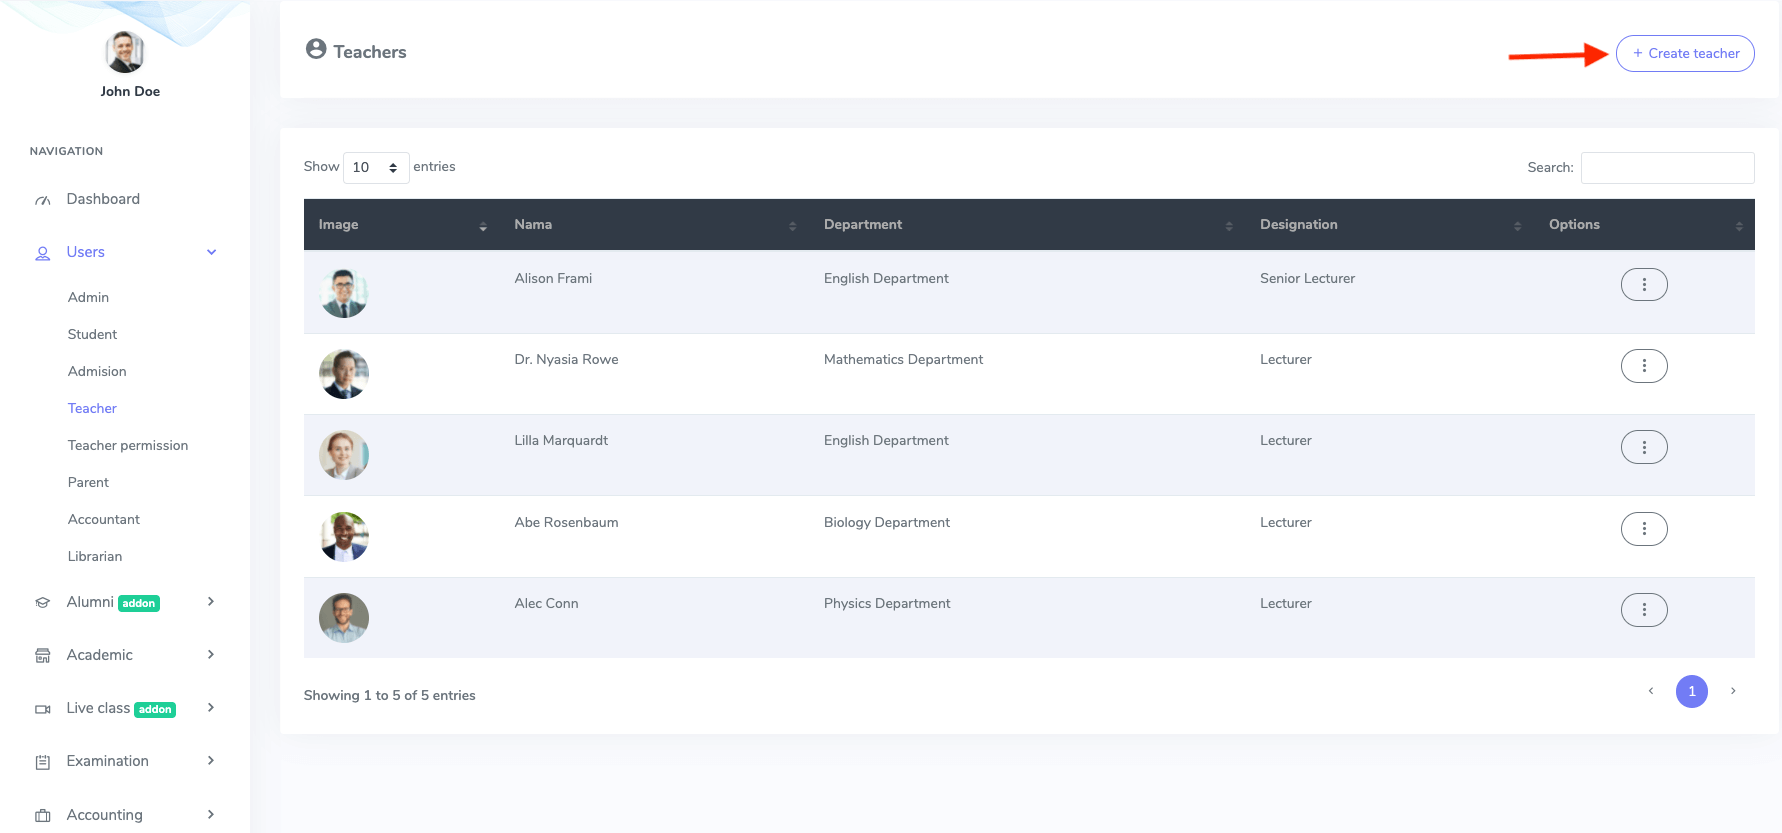 John Doe
NAVIGATION
Dashboard
Users
Admin
Student
Admision
Teacher
Teacher permission
Parent
Accountant
Librarian
Alumni addon
Academic
Live class addon
Examination
Accounting
Teachers
+ Create teacher
Show 10 entries
Search:
Image Nama Department Designation Options
Alison Frami English Department Senior Lecturer
Dr. Nyasia Rowe Mathematics Department Lecturer
Lilla Marquardt English Department Lecturer
Abe Rosenbaum Biology Department Lecturer
Alec Conn Physics Department Lecturer
Showing 1 to 5 of 5 entries
‹ 1 ›